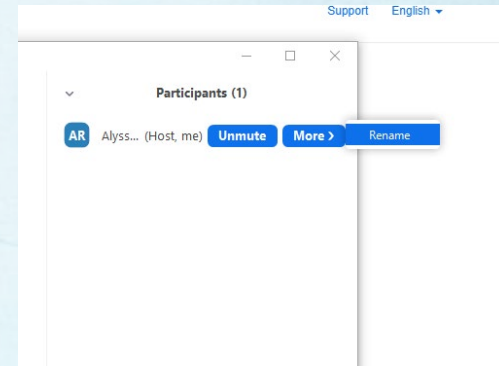 Support English
Participants (1)
AR Alyss... (Host, me) Unmute More > Rename